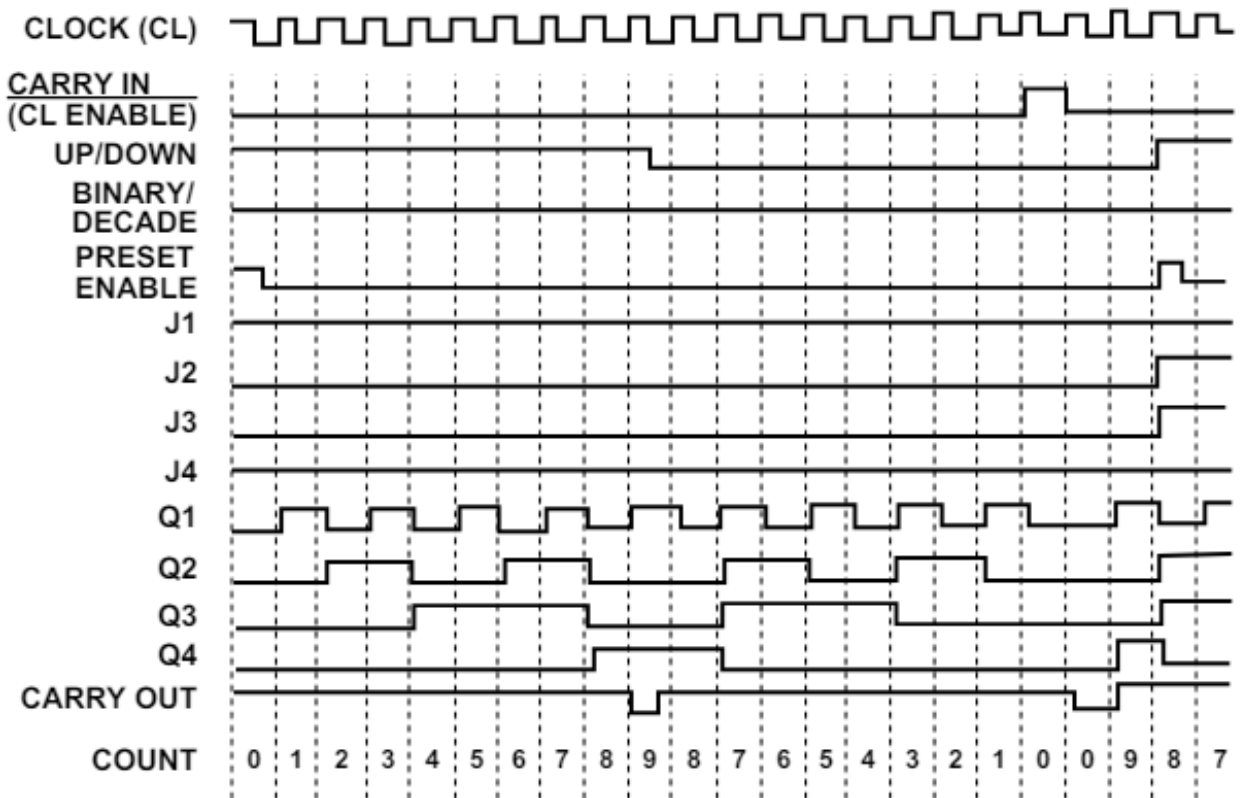 CLOCK (CL)
CARRY IN
(CL ENABLE)
UP/DOWN
BINARY/
DECADE
PRESET
ENABLE
J1
J2
J3
J4
Q1
Q2
Q3
Q4
CARRY OUT
COUNT 0 1 2 3 4 5 6 7 8 9 8 7 6 5 4 3 2 1 0 0 9 8 7